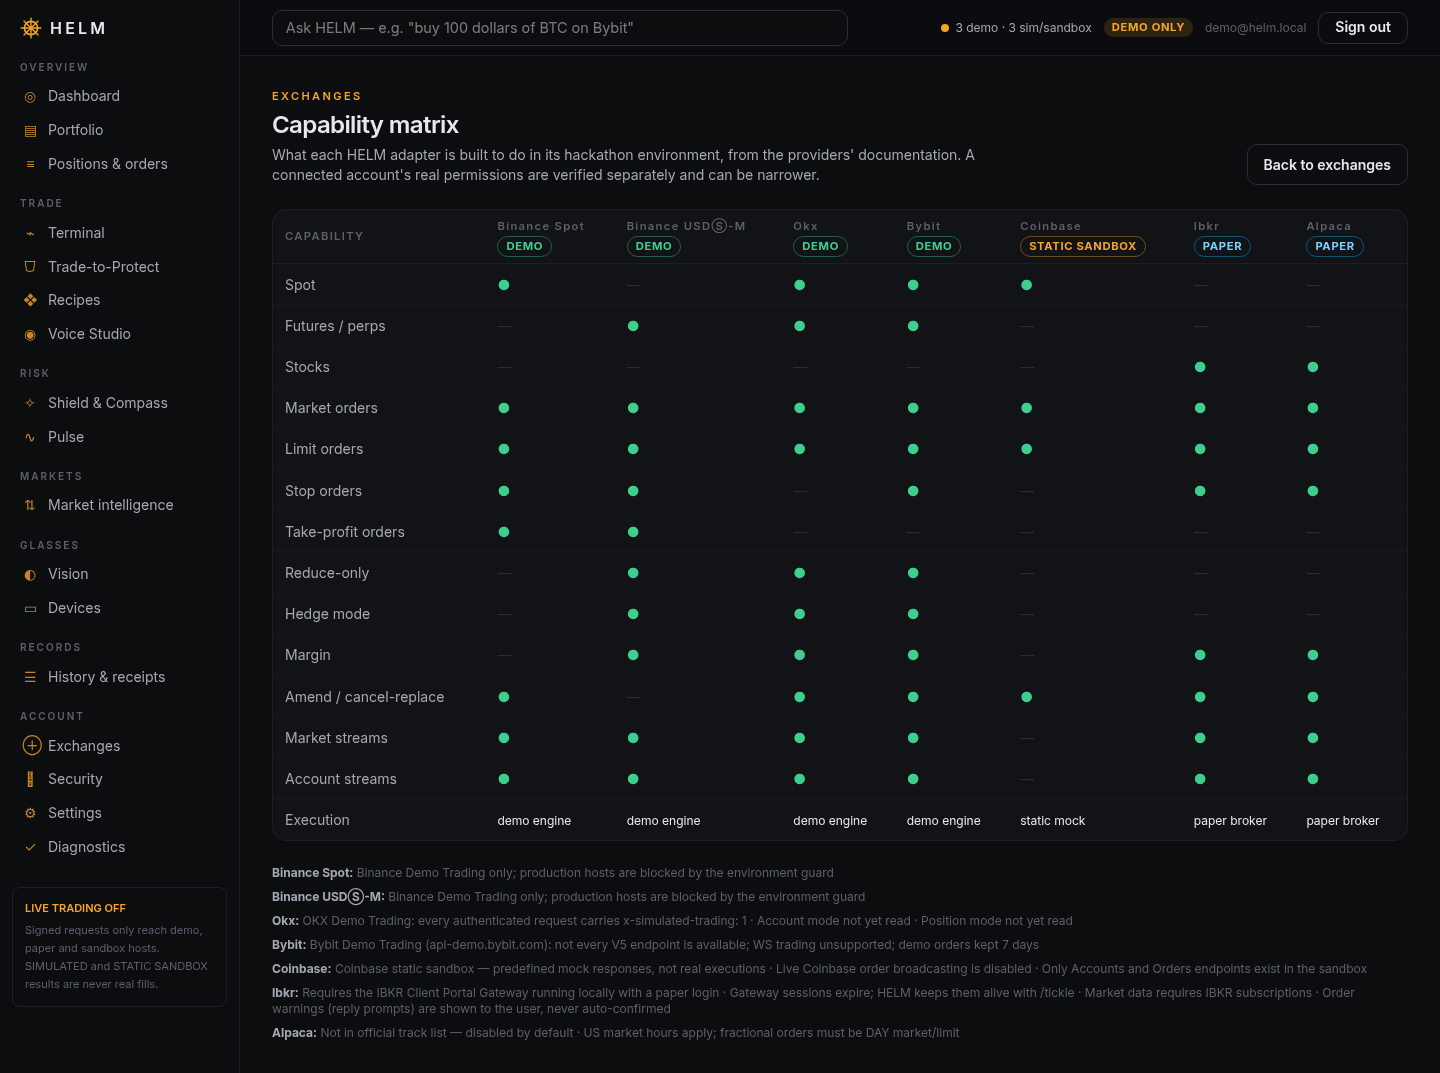 HELM
Ask HELM — e.g. "buy 100 dollars of BTC on Bybit"
3 demo · 3 sim/sandbox
DEMO ONLY
demo@helm.local
Sign out
OVERVIEW
Dashboard
Portfolio
Positions & orders
TRADE
Terminal
Trade-to-Protect
Recipes
Voice Studio
RISK
Shield & Compass
Pulse
MARKETS
Market intelligence
GLASSES
Vision
Devices
RECORDS
History & receipts
ACCOUNT
Exchanges
Security
Settings
Diagnostics
LIVE TRADING OFF
Signed requests only reach demo,
paper and sandbox hosts.
SIMULATED and STATIC SANDBOX
results are never real fills.
EXCHANGES
Capability matrix
What each HELM adapter is built to do in its hackathon environment, from the providers' documentation. A
connected account's real permissions are verified separately and can be narrower.
Back to exchanges
CAPABILITY Binance Spot Binance USDⓈ-M Okx Bybit Coinbase Ibkr Alpaca
DEMO DEMO DEMO DEMO STATIC SANDBOX PAPER PAPER
Spot ● — ● ● ● — —
Futures / perps — ● ● ● — — —
Stocks — — — — — ● ●
Market orders ● ● ● ● ● ● ●
Limit orders ● ● ● ● ● ● ●
Stop orders ● ● — ● — ● ●
Take-profit orders ● ● — — — — —
Reduce-only — ● ● ● — — —
Hedge mode — ● ● ● — — —
Margin — ● ● ● — ● ●
Amend / cancel-replace ● — ● ● ● ● ●
Market streams ● ● ● ● — ● ●
Account streams ● ● ● ● — ● ●
Execution demo engine demo engine demo engine demo engine static mock paper broker paper broker
Binance Spot: Binance Demo Trading only; production hosts are blocked by the environment guard
Binance USDⓈ-M: Binance Demo Trading only; production hosts are blocked by the environment guard
Okx: OKX Demo Trading: every authenticated request carries x-simulated-trading: 1 · Account mode not yet read · Position mode not yet read
Bybit: Bybit Demo Trading (api-demo.bybit.com): not every V5 endpoint is available; WS trading unsupported; demo orders kept 7 days
Coinbase: Coinbase static sandbox — predefined mock responses, not real executions · Live Coinbase order broadcasting is disabled · Only Accounts and Orders endpoints exist in the sandbox
Ibkr: Requires the IBKR Client Portal Gateway running locally with a paper login · Gateway sessions expire; HELM keeps them alive with /tickle · Market data requires IBKR subscriptions · Order
warnings (reply prompts) are shown to the user, never auto-confirmed
Alpaca: Not in official track list — disabled by default · US market hours apply; fractional orders must be DAY market/limit